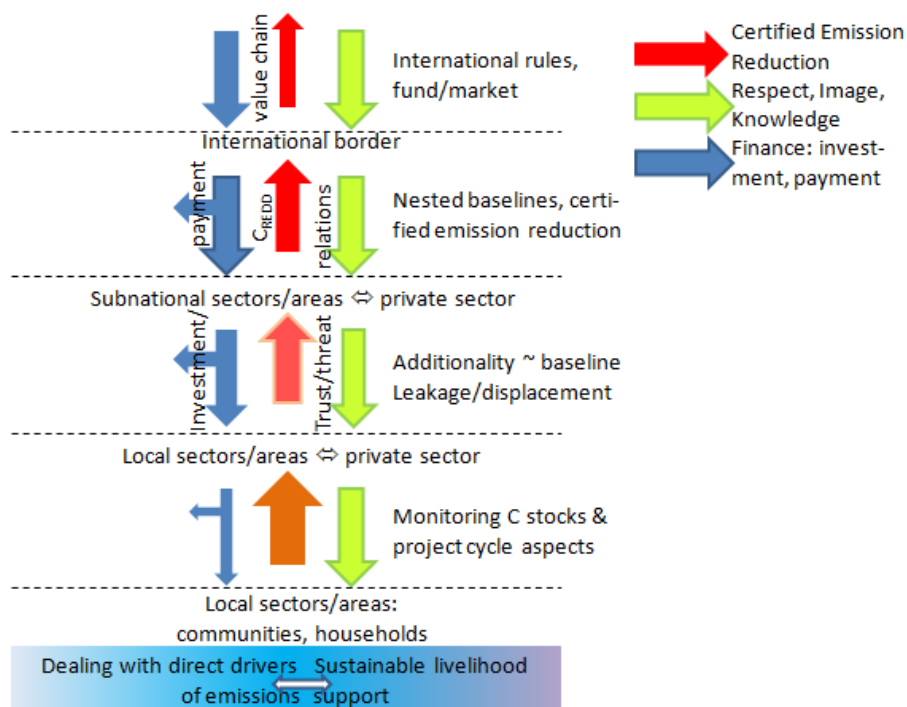 value chain
International rules,
fund/market
Certified Emission
Reduction
Respect, Image,
Knowledge
Finance: invest-
ment, payment
International border
payment
CREDD
relations
Nested baselines, certi-
fied emission reduction
Subnational sectors/areas ⇔ private sector
Investment/
Trust/threat
Additionality ~ baseline
Leakage/displacement
Local sectors/areas ⇔ private sector
Monitoring C stocks &
project cycle aspects
Local sectors/areas:
communities, households
Dealing with direct drivers
of emissions
Sustainable livelihood
support